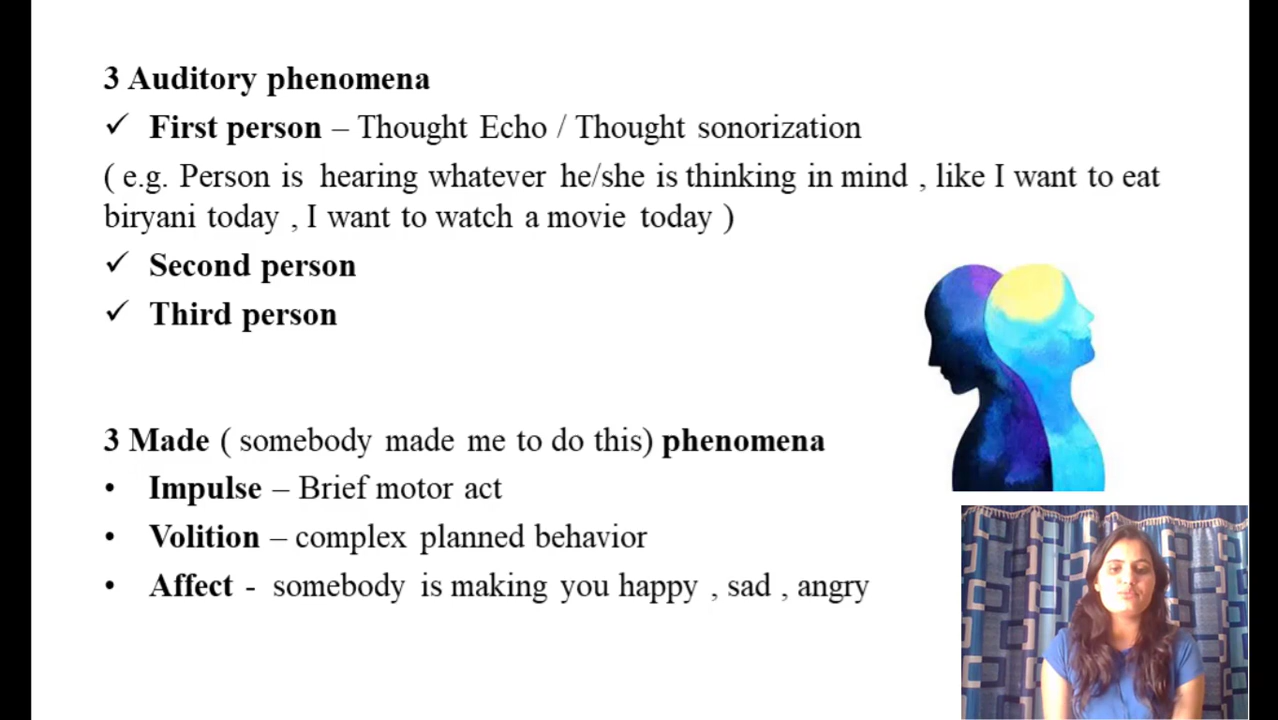 3 Auditory phenomena
✓ First person – Thought Echo / Thought sonorization
( e.g. Person is hearing whatever he/she is thinking in mind , like I want to eat
biryani today , I want to watch a movie today )
✓ Second person
✓ Third person
3 Made ( somebody made me to do this) phenomena
• Impulse – Brief motor act
• Volition – complex planned behavior
• Affect - somebody is making you happy , sad , angry